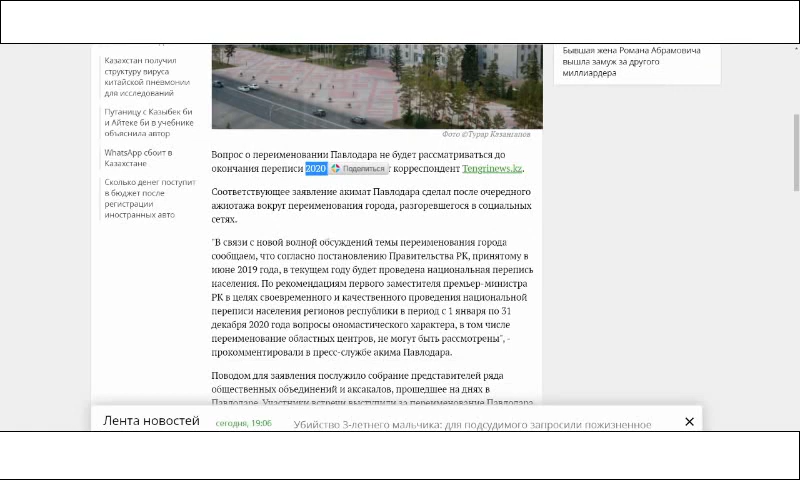 Казахстан получил
структуру вируса
китайской пневмонии
для исследований
Путаницу с Казыбек би
и Айтеке би в учебнике
объяснила автор
WhatsApp сбоит в
Казахстане
Сколько денег поступит
в бюджет после
регистрации
иностранных авто
Бывшая жена Романа Абрамовича
вышла замуж за другого
миллиардера
Фото ©Турар Казангапов
Вопрос о переименовании Павлодара не будет рассматриваться до
окончания переписи 2020 Поделиться т корреспондент Tengrinews.kz.
Соответствующее заявление акимат Павлодара сделал после очередного
ажиотажа вокруг переименования города, разгоревшегося в социальных
сетях.
"В связи с новой волной обсуждений темы переименования города
сообщаем, что согласно постановлению Правительства РК, принятому в
июне 2019 года, в текущем году будет проведена национальная перепись
населения. По рекомендациям первого заместителя премьер-министра
РК в целях своевременного и качественного проведения национальной
переписи населения регионов республики в период с 1 января по 31
декабря 2020 года вопросы ономастического характера, в том числе
переименование областных центров, не могут быть рассмотрены", -
прокомментировали в пресс-службе акима Павлодара.
Поводом для заявления послужило собрание представителей ряда
общественных объединений и аксакалов, прошедшее на днях в
Павлодаре. Участники встречи выступили за переименование Павлодара
Лента новостей сегодня, 19:06 Убийство 3-летнего мальчика: для подсудимого запросили пожизненное